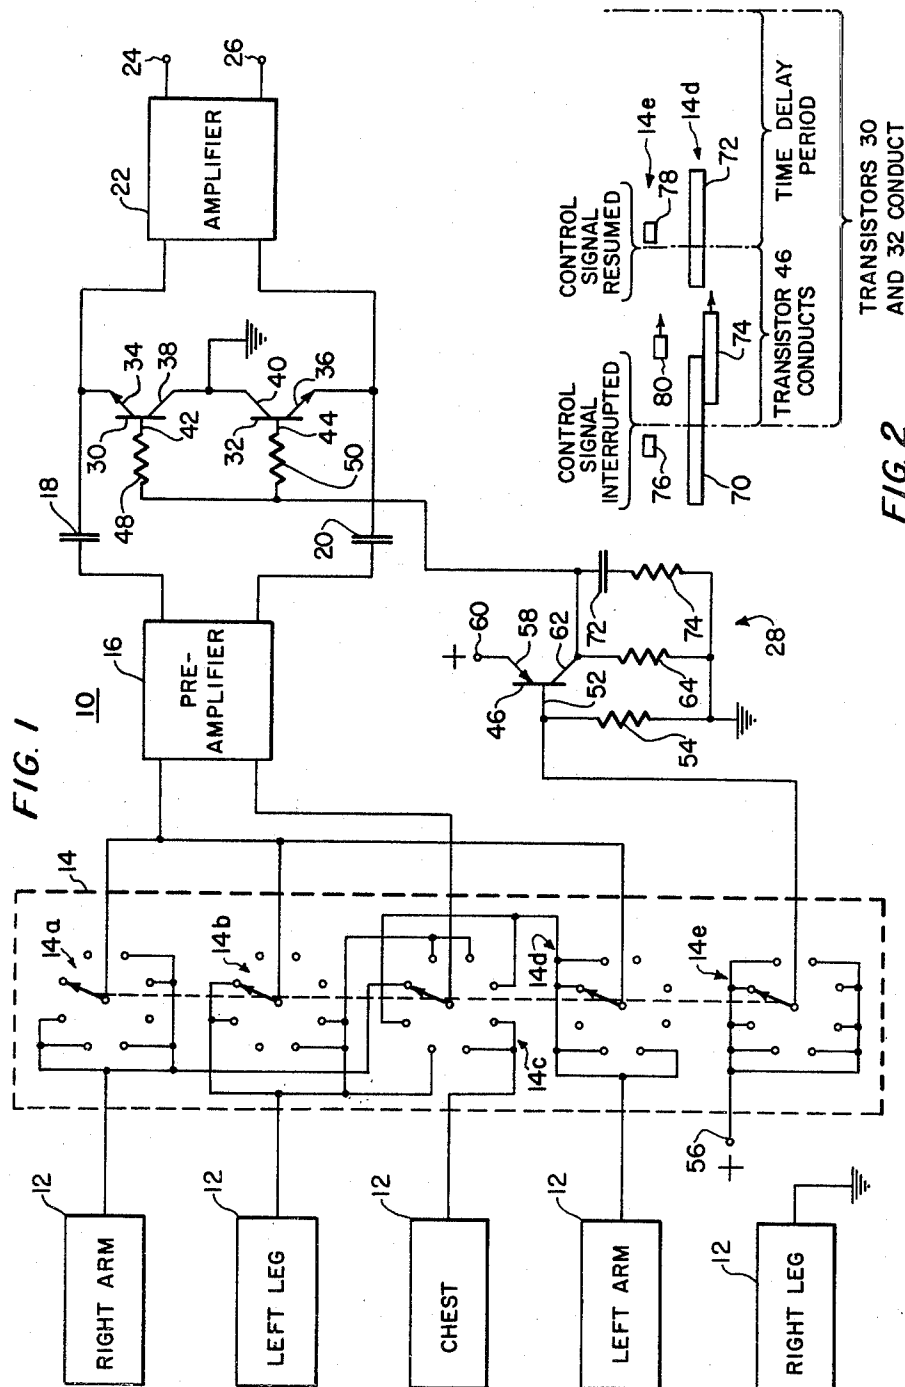 FIG. 1
10
RIGHT ARM
12
LEFT LEG
12
CHEST
12
LEFT ARM
12
RIGHT LEG
12
14
14a
14b
14c
14d
14e
56
+
PRE-
AMPLIFIER
16
18
20
AMPLIFIER
22
24
26
30
34
38
42
48
32
40
36
44
50
46
+
60
58
62
52
54
64
72
74
28
FIG. 2
CONTROL
SIGNAL
INTERRUPTED
CONTROL
SIGNAL
RESUMED
76
80
78
14e
70
74
72
14d
TRANSISTOR 46
CONDUCTS
TIME DELAY
PERIOD
TRANSISTORS 30
AND 32 CONDUCT